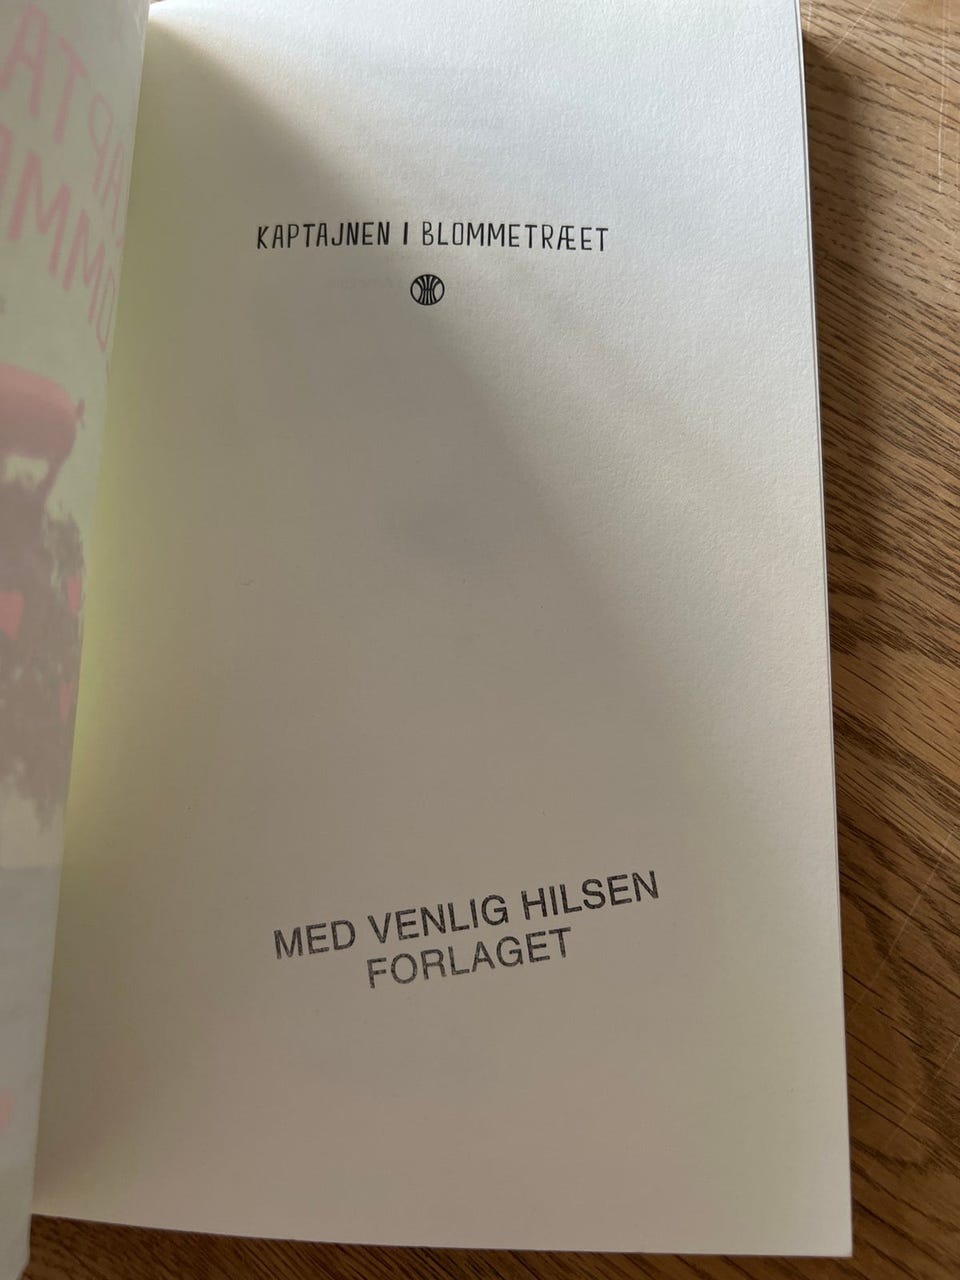 KAPTAJNEN I BLOMMETRÆET
MED VENLIG HILSEN
FORLAGET